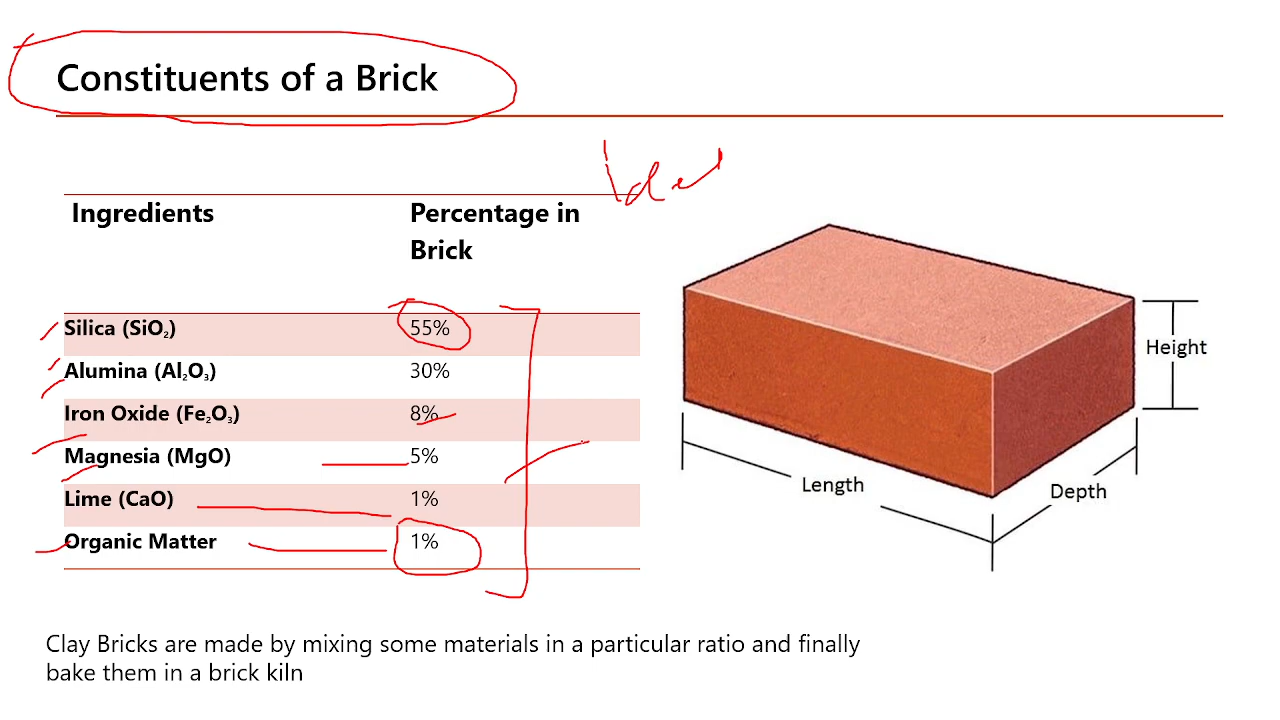 Constituents of a Brick
Ingredients Percentage in
Brick
Silica (SiO₂) 55%
Alumina (Al₂O₃) 30%
Iron Oxide (Fe₂O₃) 8%
Magnesia (MgO) 5%
Lime (CaO) 1%
Organic Matter 1%
Height
Length
Depth
Clay Bricks are made by mixing some materials in a particular ratio and finally
bake them in a brick kiln